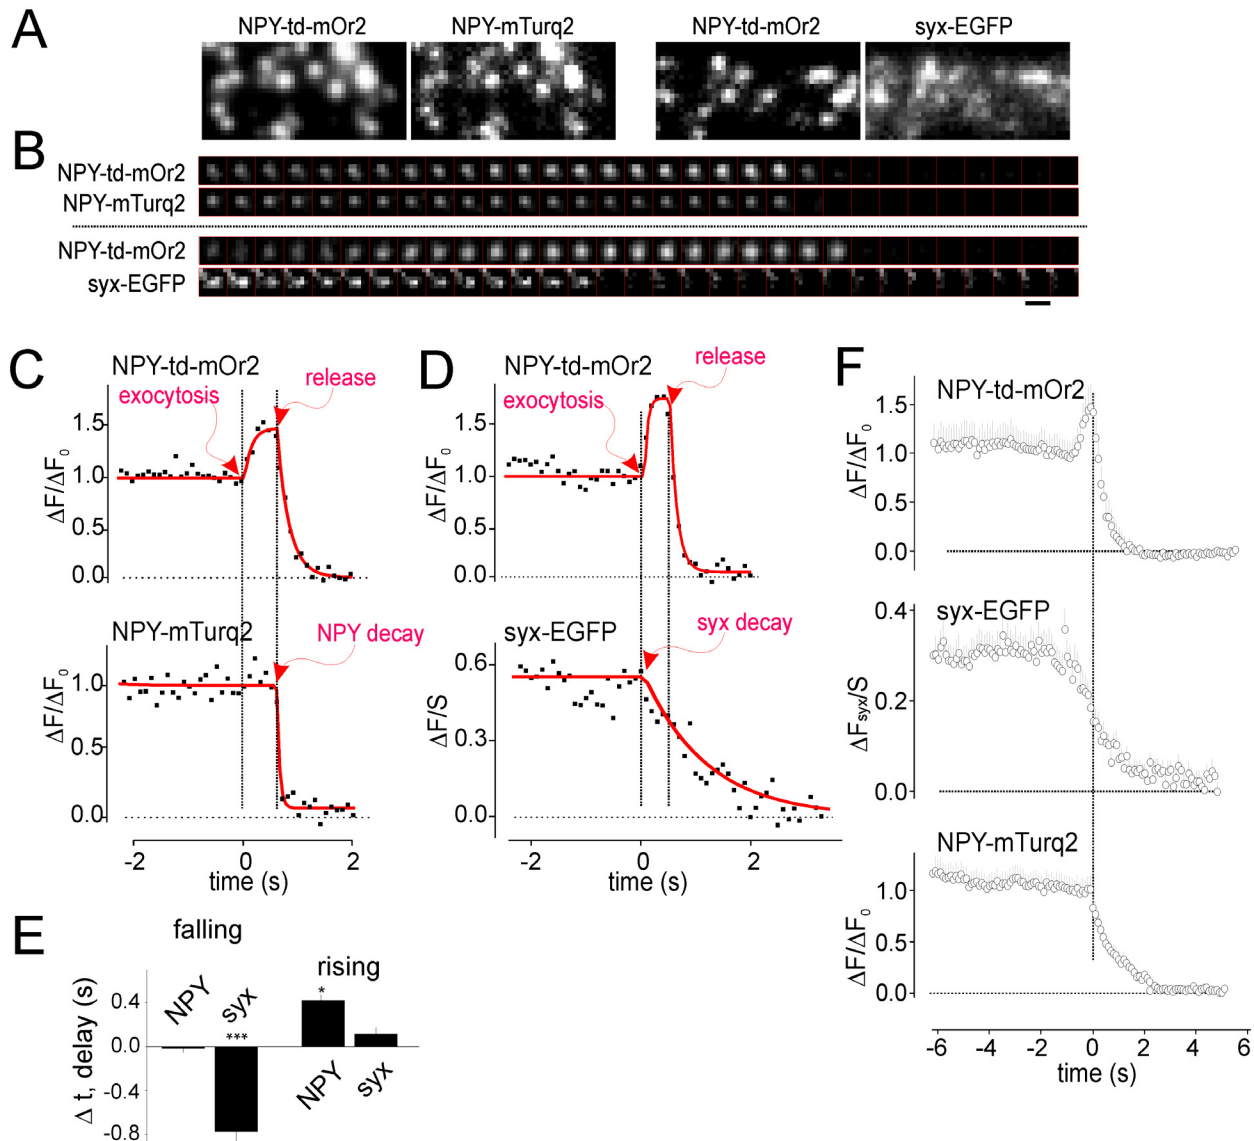 A
NPY-td-mOr2 NPY-mTurq2 NPY-td-mOr2 syx-EGFP
B
NPY-td-mOr2
NPY-mTurq2
NPY-td-mOr2
syx-EGFP
C
NPY-td-mOr2
exocytosis
release
1.5
1.0
0.5
0.0
ΔF/ΔF0
NPY-mTurq2
NPY decay
1.0
0.5
0.0
ΔF/ΔF0
-2 0 2
time (s)
D
NPY-td-mOr2
release
exocytosis
1.5
1.0
0.5
0.0
ΔF/ΔF0
syx-EGFP
syx decay
0.6
0.3
0.0
ΔF/S
-2 0 2
time (s)
E
falling
rising
NPY syx
*
***
NPY syx
0.4
0.0
-0.4
-0.8
Δ t, delay (s)
F
NPY-td-mOr2
1.5
1.0
0.5
0.0
ΔF/ΔF0
syx-EGFP
0.4
0.2
0.0
ΔFsyx/S
NPY-mTurq2
1.0
0.5
0.0
ΔF/ΔF0
-6 -4 -2 0 2 4 6
time (s)